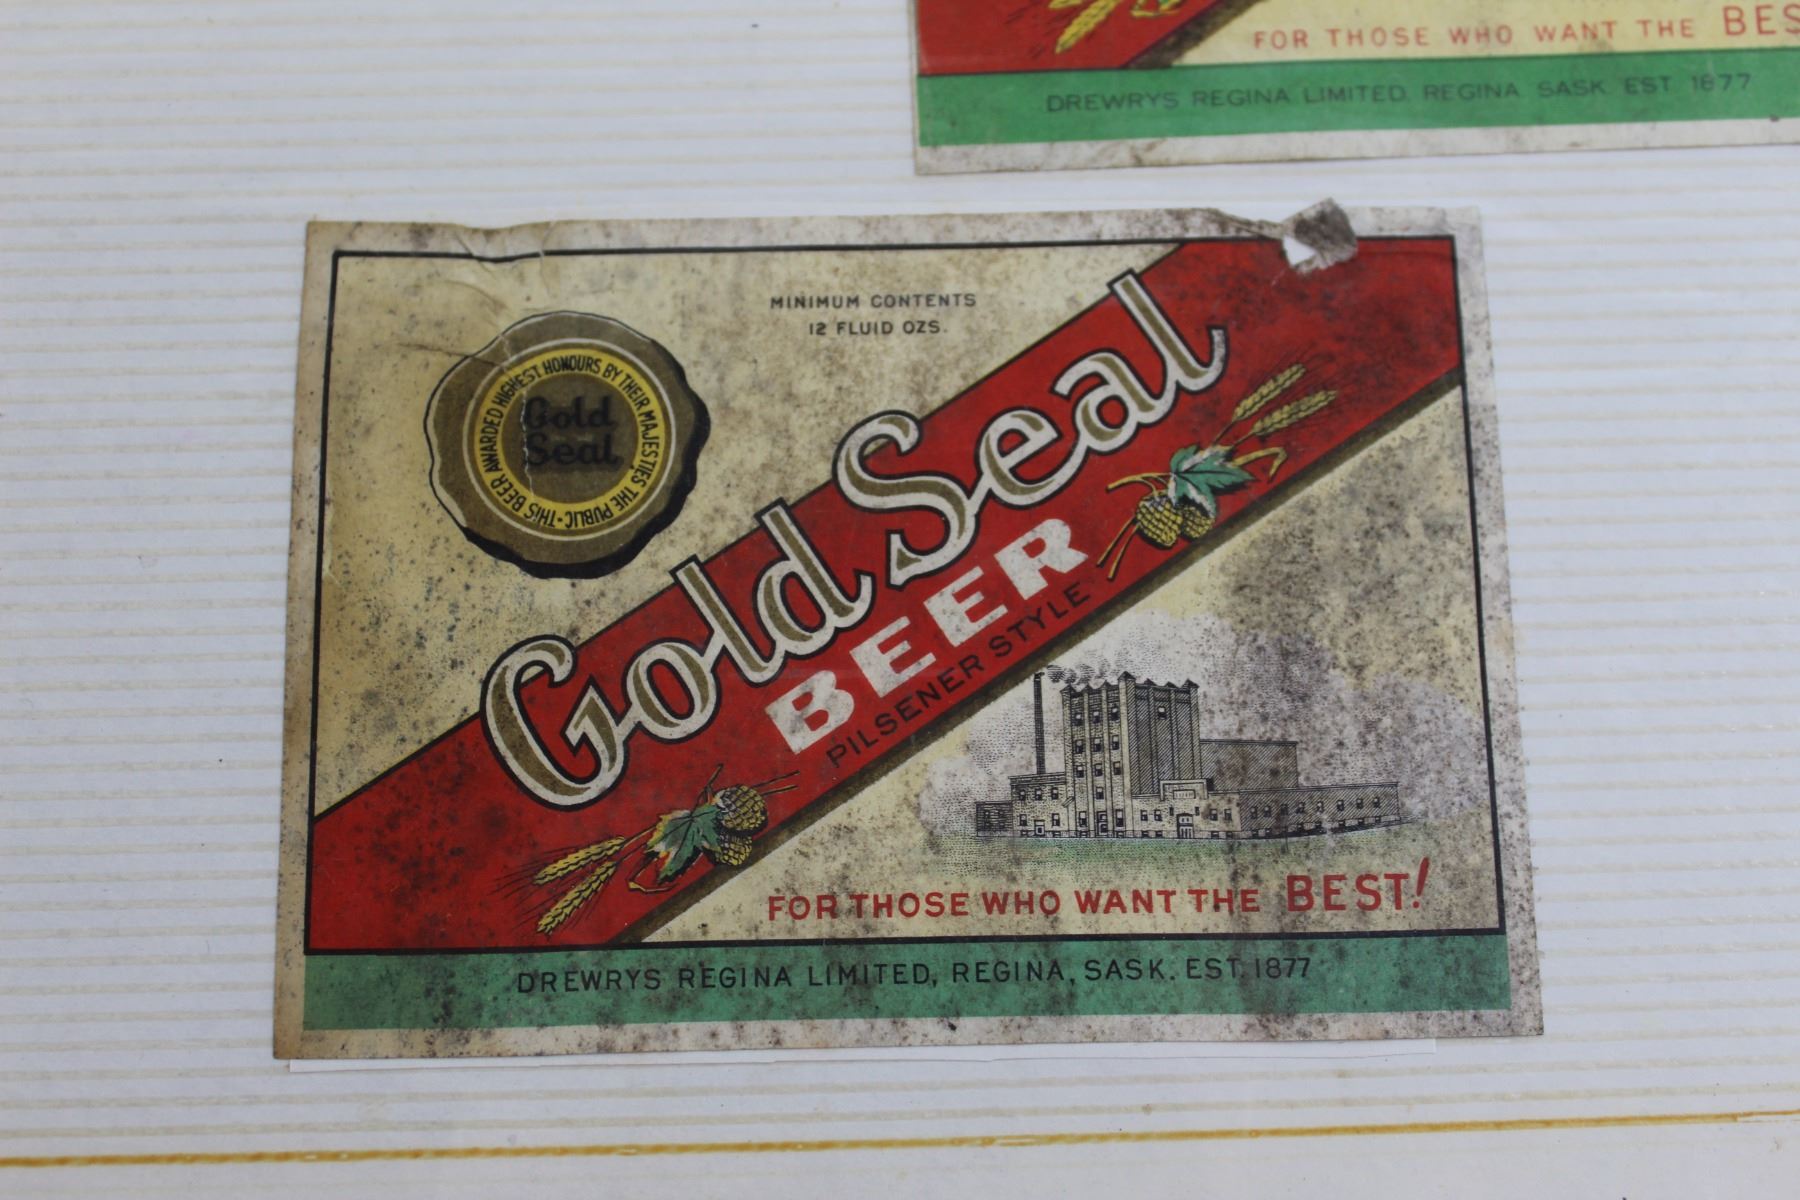 FOR THOSE WHO WANT THE BES
DREWRYS REGINA LIMITED. REGINA SASK. EST 1877
MINIMUM CONTENTS
12 FLUID OZS.
THIS BEER AWARDED HIGHEST HONOURS BY THEIR MAJESTIES THE PUBLIC •
Gold
Seal
Gold Seal
BEER
PILSENER STYLE
FOR THOSE WHO WANT THE BEST!
DREWRYS REGINA LIMITED, REGINA, SASK. EST. 1877